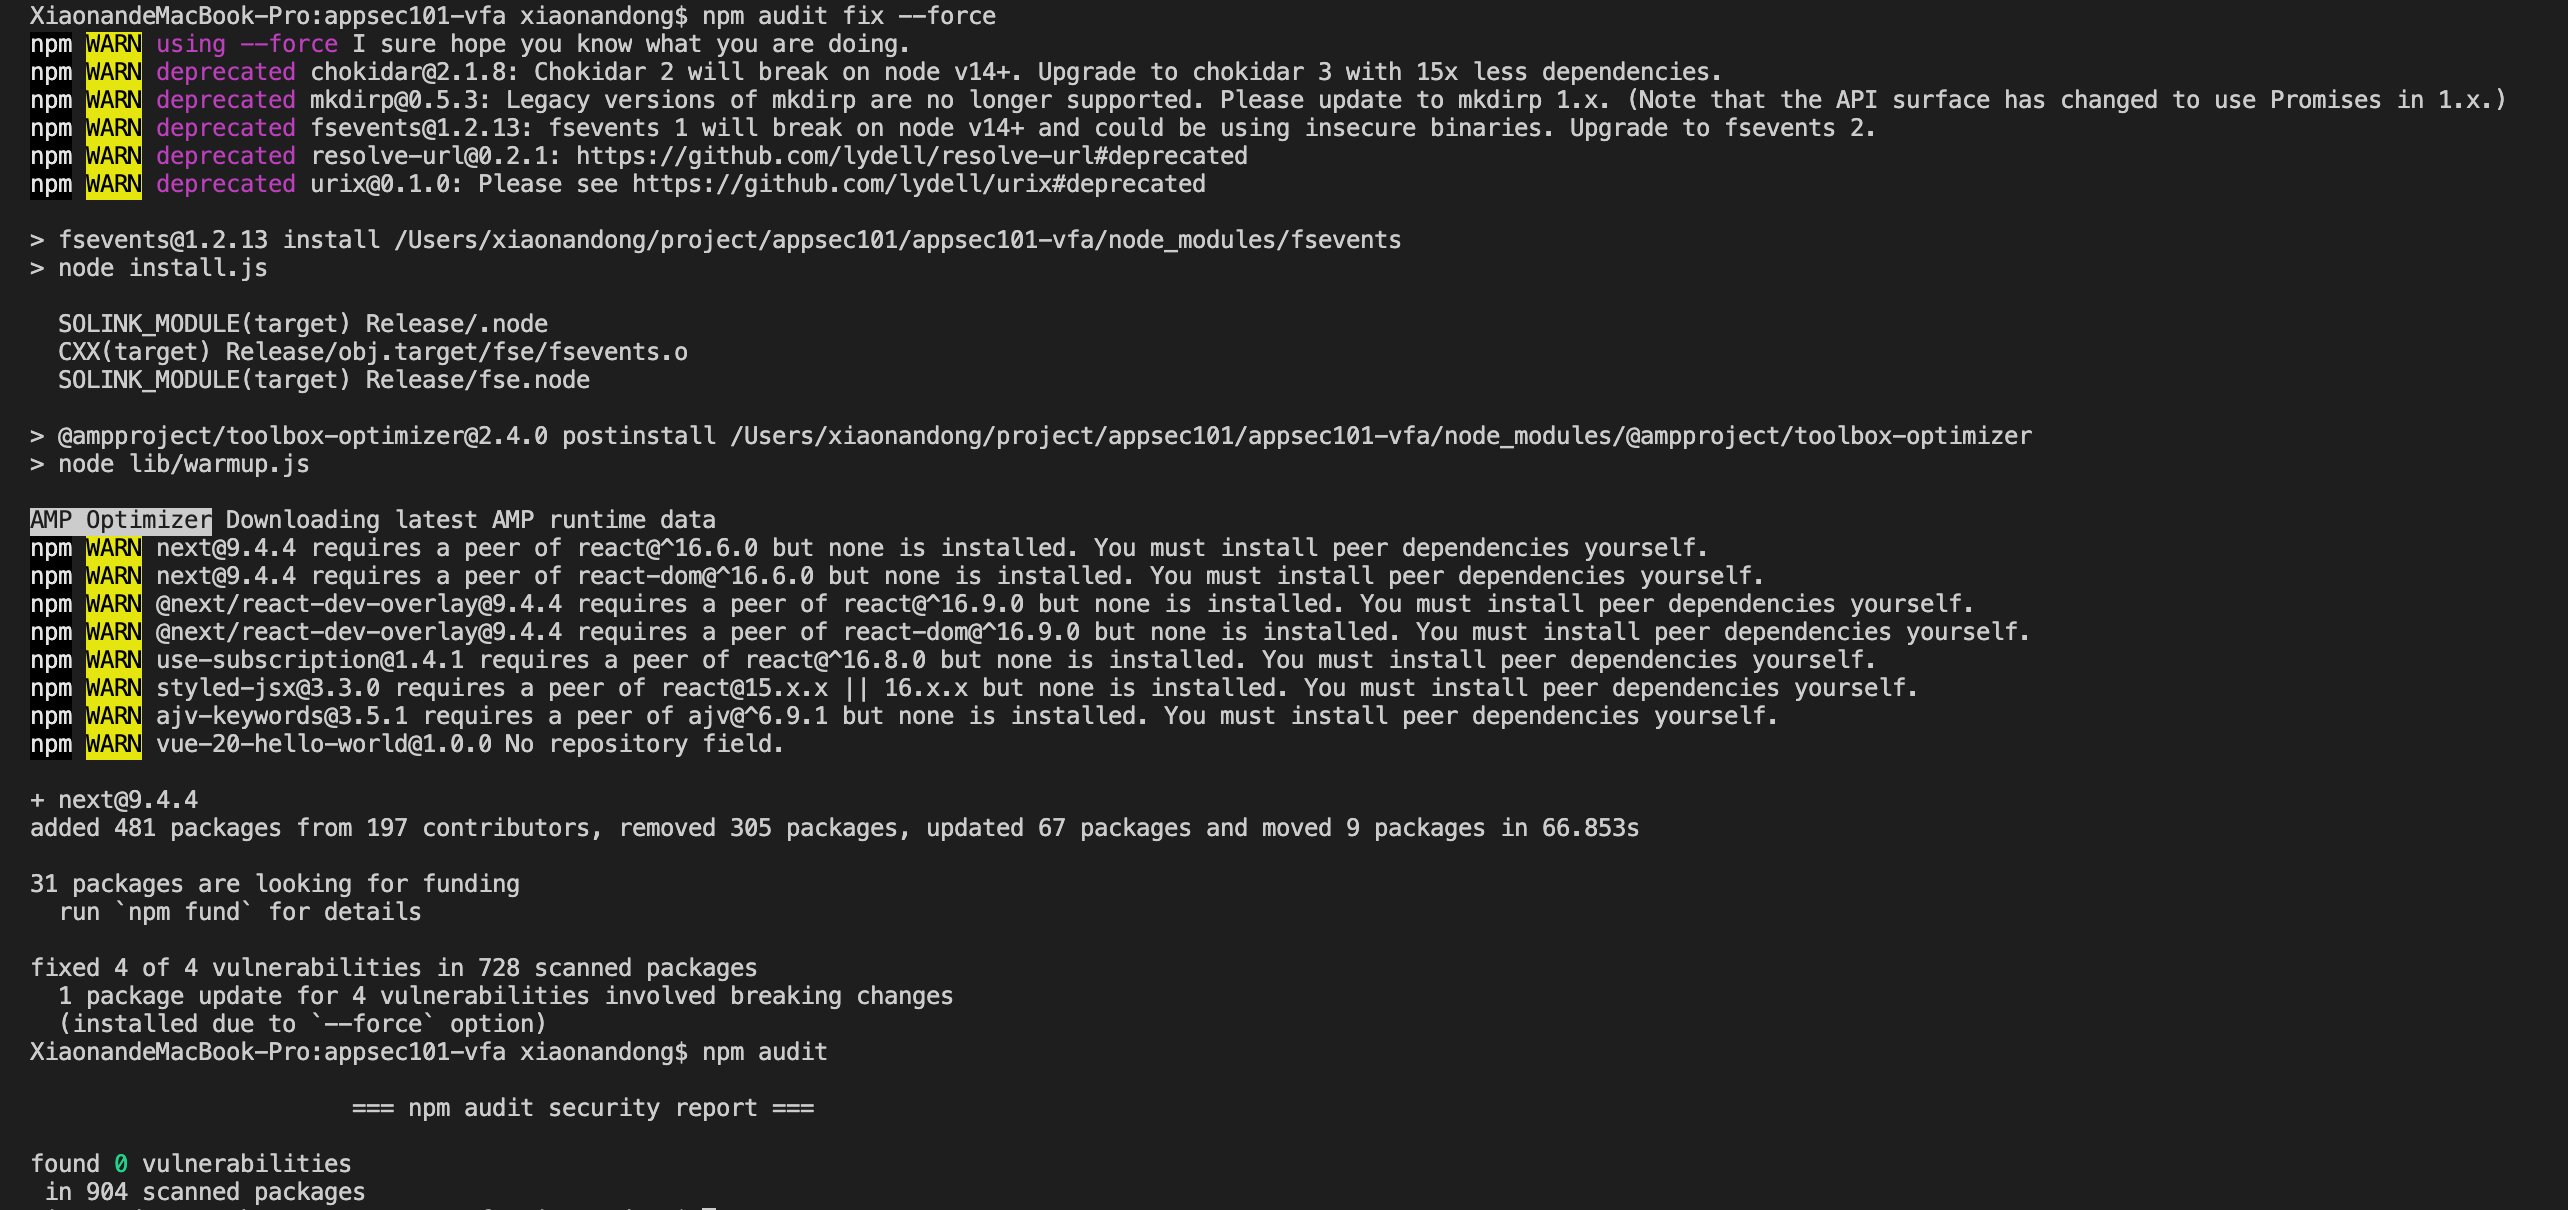 XiaonandeMacBook-Pro:appsec101-vfa xiaonandong$ npm audit fix --force
npm WARN using --force I sure hope you know what you are doing.
npm WARN deprecated chokidar@2.1.8: Chokidar 2 will break on node v14+. Upgrade to chokidar 3 with 15x less dependencies.
npm WARN deprecated mkdirp@0.5.3: Legacy versions of mkdirp are no longer supported. Please update to mkdirp 1.x. (Note that the API surface has changed to use Promises in 1.x.)
npm WARN deprecated fsevents@1.2.13: fsevents 1 will break on node v14+ and could be using insecure binaries. Upgrade to fsevents 2.
npm WARN deprecated resolve-url@0.2.1: https://github.com/lydell/resolve-url#deprecated
npm WARN deprecated urix@0.1.0: Please see https://github.com/lydell/urix#deprecated
> fsevents@1.2.13 install /Users/xiaonandong/project/appsec101/appsec101-vfa/node_modules/fsevents
> node install.js
SOLINK_MODULE(target) Release/.node
CXX(target) Release/obj.target/fse/fsevents.o
SOLINK_MODULE(target) Release/fse.node
> @ampproject/toolbox-optimizer@2.4.0 postinstall /Users/xiaonandong/project/appsec101/appsec101-vfa/node_modules/@ampproject/toolbox-optimizer
> node lib/warmup.js
AMP Optimizer Downloading latest AMP runtime data
npm WARN next@9.4.4 requires a peer of react@^16.6.0 but none is installed. You must install peer dependencies yourself.
npm WARN next@9.4.4 requires a peer of react-dom@^16.6.0 but none is installed. You must install peer dependencies yourself.
npm WARN @next/react-dev-overlay@9.4.4 requires a peer of react@^16.9.0 but none is installed. You must install peer dependencies yourself.
npm WARN @next/react-dev-overlay@9.4.4 requires a peer of react-dom@^16.9.0 but none is installed. You must install peer dependencies yourself.
npm WARN use-subscription@1.4.1 requires a peer of react@^16.8.0 but none is installed. You must install peer dependencies yourself.
npm WARN styled-jsx@3.3.0 requires a peer of react@15.x.x || 16.x.x but none is installed. You must install peer dependencies yourself.
npm WARN ajv-keywords@3.5.1 requires a peer of ajv@^6.9.1 but none is installed. You must install peer dependencies yourself.
npm WARN vue-20-hello-world@1.0.0 No repository field.
+ next@9.4.4
added 481 packages from 197 contributors, removed 305 packages, updated 67 packages and moved 9 packages in 66.853s
31 packages are looking for funding
run `npm fund` for details
fixed 4 of 4 vulnerabilities in 728 scanned packages
1 package update for 4 vulnerabilities involved breaking changes
(installed due to `--force` option)
XiaonandeMacBook-Pro:appsec101-vfa xiaonandong$ npm audit
=== npm audit security report ===
found 0 vulnerabilities
in 904 scanned packages